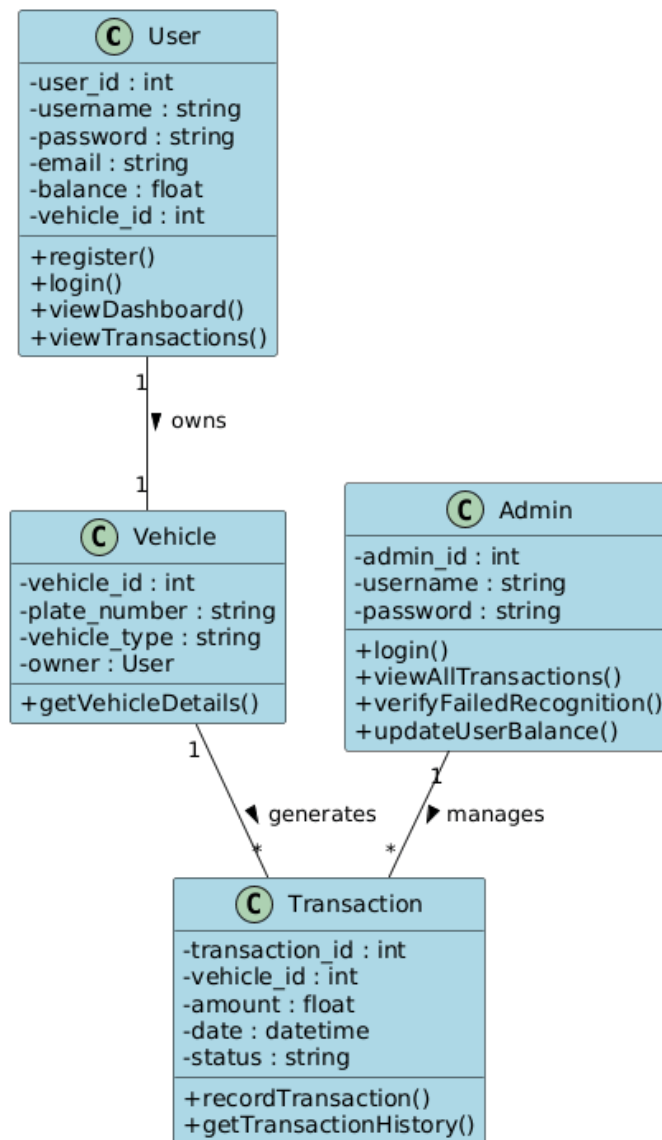 C User
-user_id : int
-username : string
-password : string
-email : string
-balance : float
-vehicle_id : int
+register()
+login()
+viewDashboard()
+viewTransactions()
1
owns
1
C Vehicle
-vehicle_id : int
-plate_number : string
-vehicle_type : string
-owner : User
+getVehicleDetails()
C Admin
-admin_id : int
-username : string
-password : string
+login()
+viewAllTransactions()
+verifyFailedRecognition()
+updateUserBalance()
1
generates
*
1
manages
*
C Transaction
-transaction_id : int
-vehicle_id : int
-amount : float
-date : datetime
-status : string
+recordTransaction()
+getTransactionHistory()